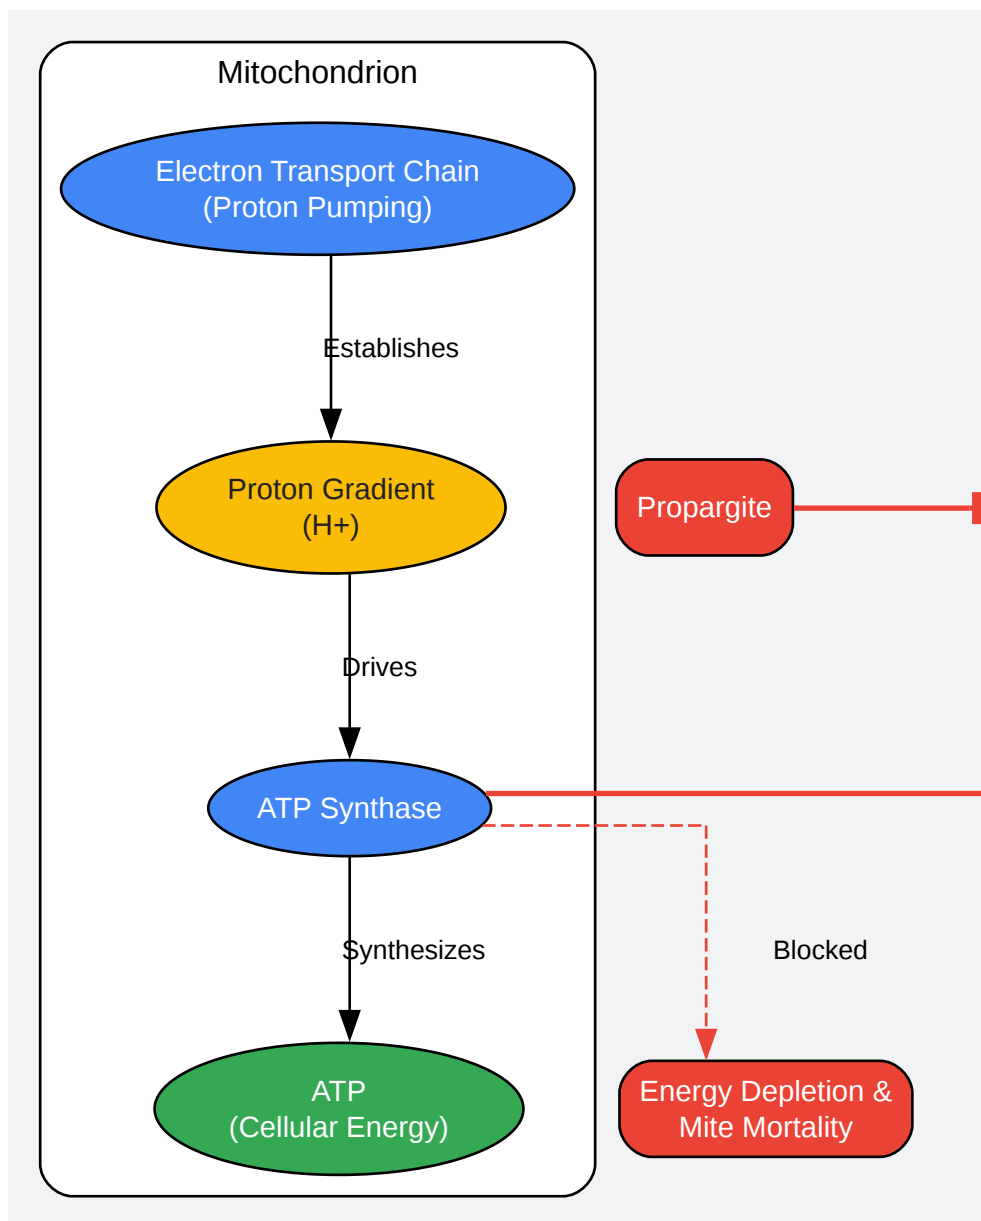 Mitochondrion
Electron Transport Chain
(Proton Pumping)
Establishes
Proton Gradient
(H+)
Propargite
Drives
ATP Synthase
Synthesizes
Blocked
ATP
(Cellular Energy)
Energy Depletion &
Mite Mortality